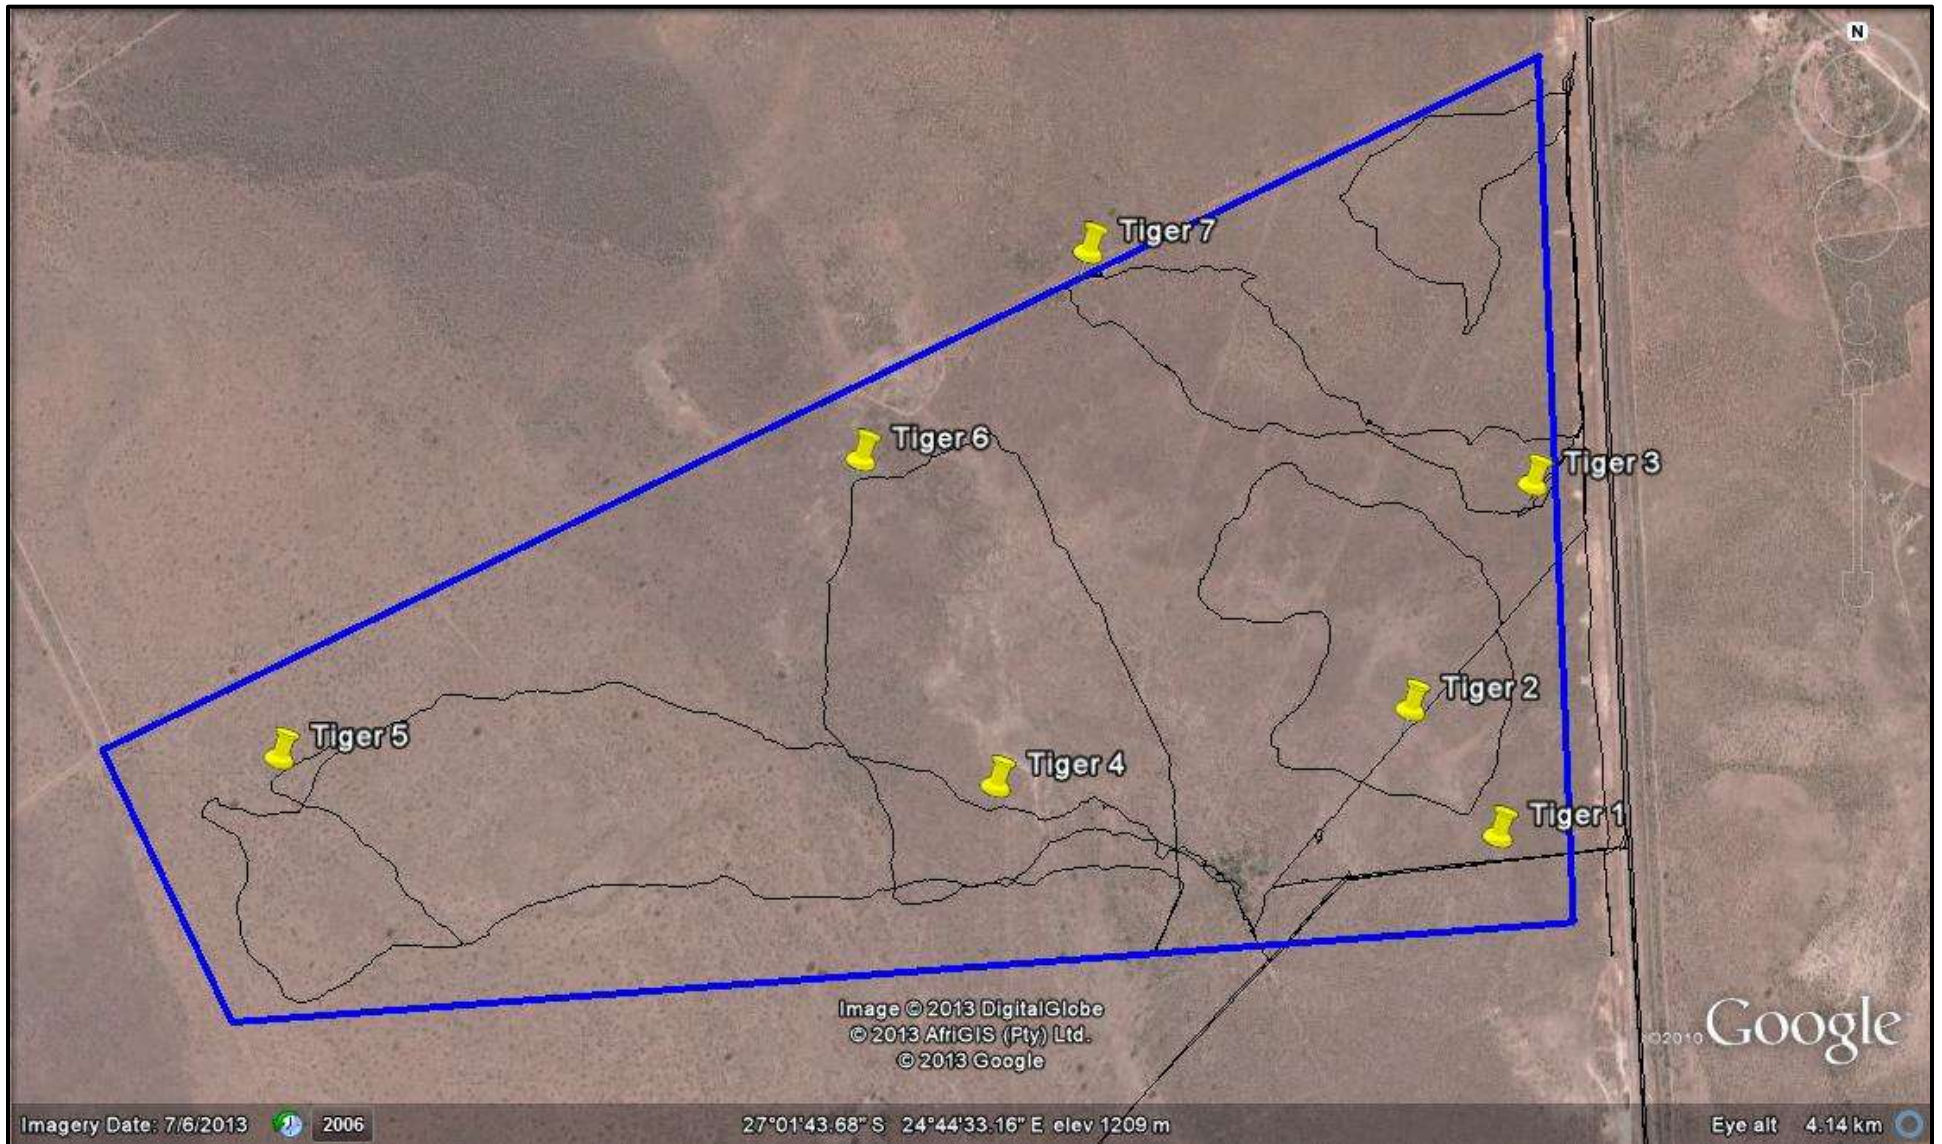 N
Tiger 7
Tiger 6
Tiger 3
Tiger 2
Tiger 5
Tiger 4
Tiger 1
Image © 2013 DigitalGlobe
© 2013 AfriGIS (Pty) Ltd.
© 2013 Google
©2010 Google
Imagery Date: 7/6/2013 2006 27°01'43.68" S 24°44'33.16" E elev 1209 m Eye alt 4.14 km